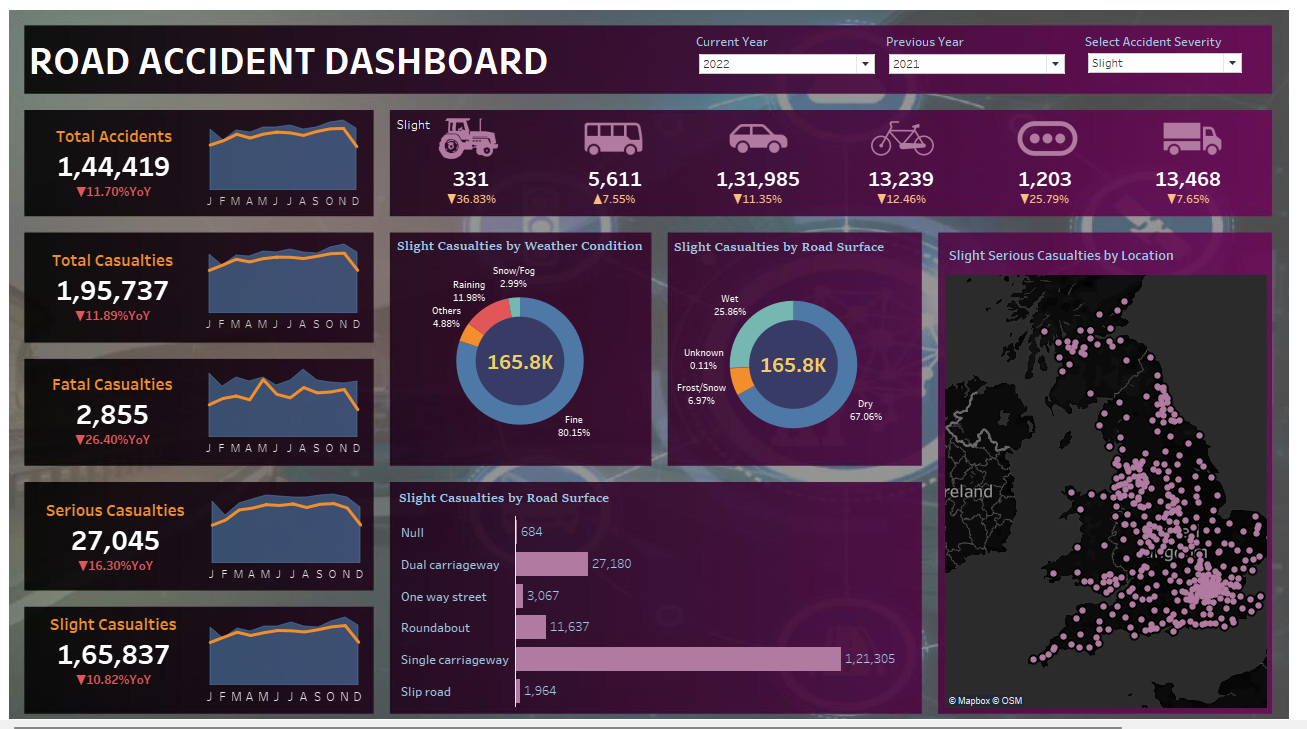 ROAD ACCIDENT DASHBOARD
Current Year
2022
Previous Year
2021
Select Accident Severity
Slight
Total Accidents
1,44,419
▼11.70%YoY
J F M A M J J A S O N D
Slight
331
▼36.83%
5,611
▲7.55%
1,31,985
▼11.35%
13,239
▼12.46%
1,203
▼25.79%
13,468
▼7.65%
Total Casualties
1,95,737
▼11.89%YoY
J F M A M J J A S O N D
Fatal Casualties
2,855
▼26.40%YoY
J F M A M J J A S O N D
Serious Casualties
27,045
▼16.30%YoY
J F M A M J J A S O N D
Slight Casualties
1,65,837
▼10.82%YoY
J F M A M J J A S O N D
Slight Casualties by Weather Condition
Snow/Fog
2.99%
Raining
11.98%
Others
4.88%
165.8K
Fine
80.15%
Slight Casualties by Road Surface
Wet
25.86%
Unknown
0.11%
Frost/Snow
6.97%
165.8K
Dry
67.06%
Slight Casualties by Road Surface
Null 684
Dual carriageway 27,180
One way street 3,067
Roundabout 11,637
Single carriageway 1,21,305
Slip road 1,964
Slight Serious Casualties by Location
reland
© Mapbox © OSM